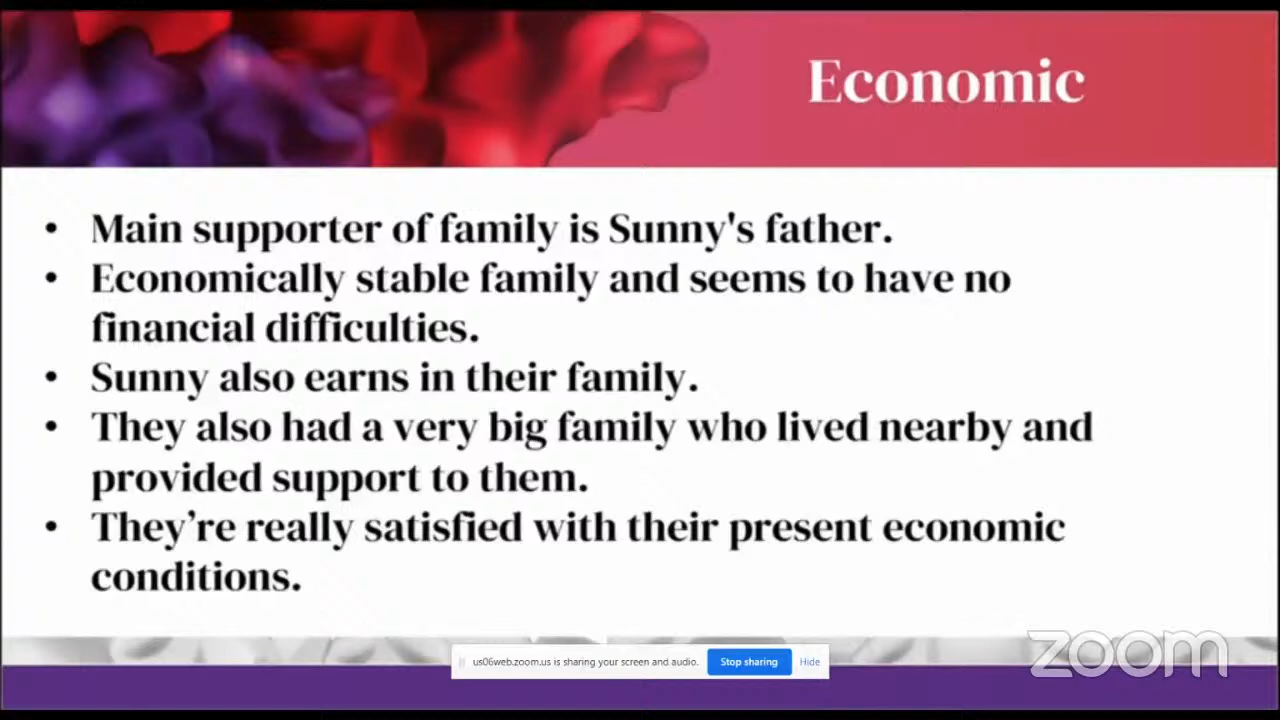 Economic
• Main supporter of family is Sunny's father.
• Economically stable family and seems to have no
financial difficulties.
• Sunny also earns in their family.
• They also had a very big family who lived nearby and
provided support to them.
• They’re really satisfied with their present economic
conditions.
zoom
us06web.zoom.us is sharing your screen and audio. Stop sharing Hide